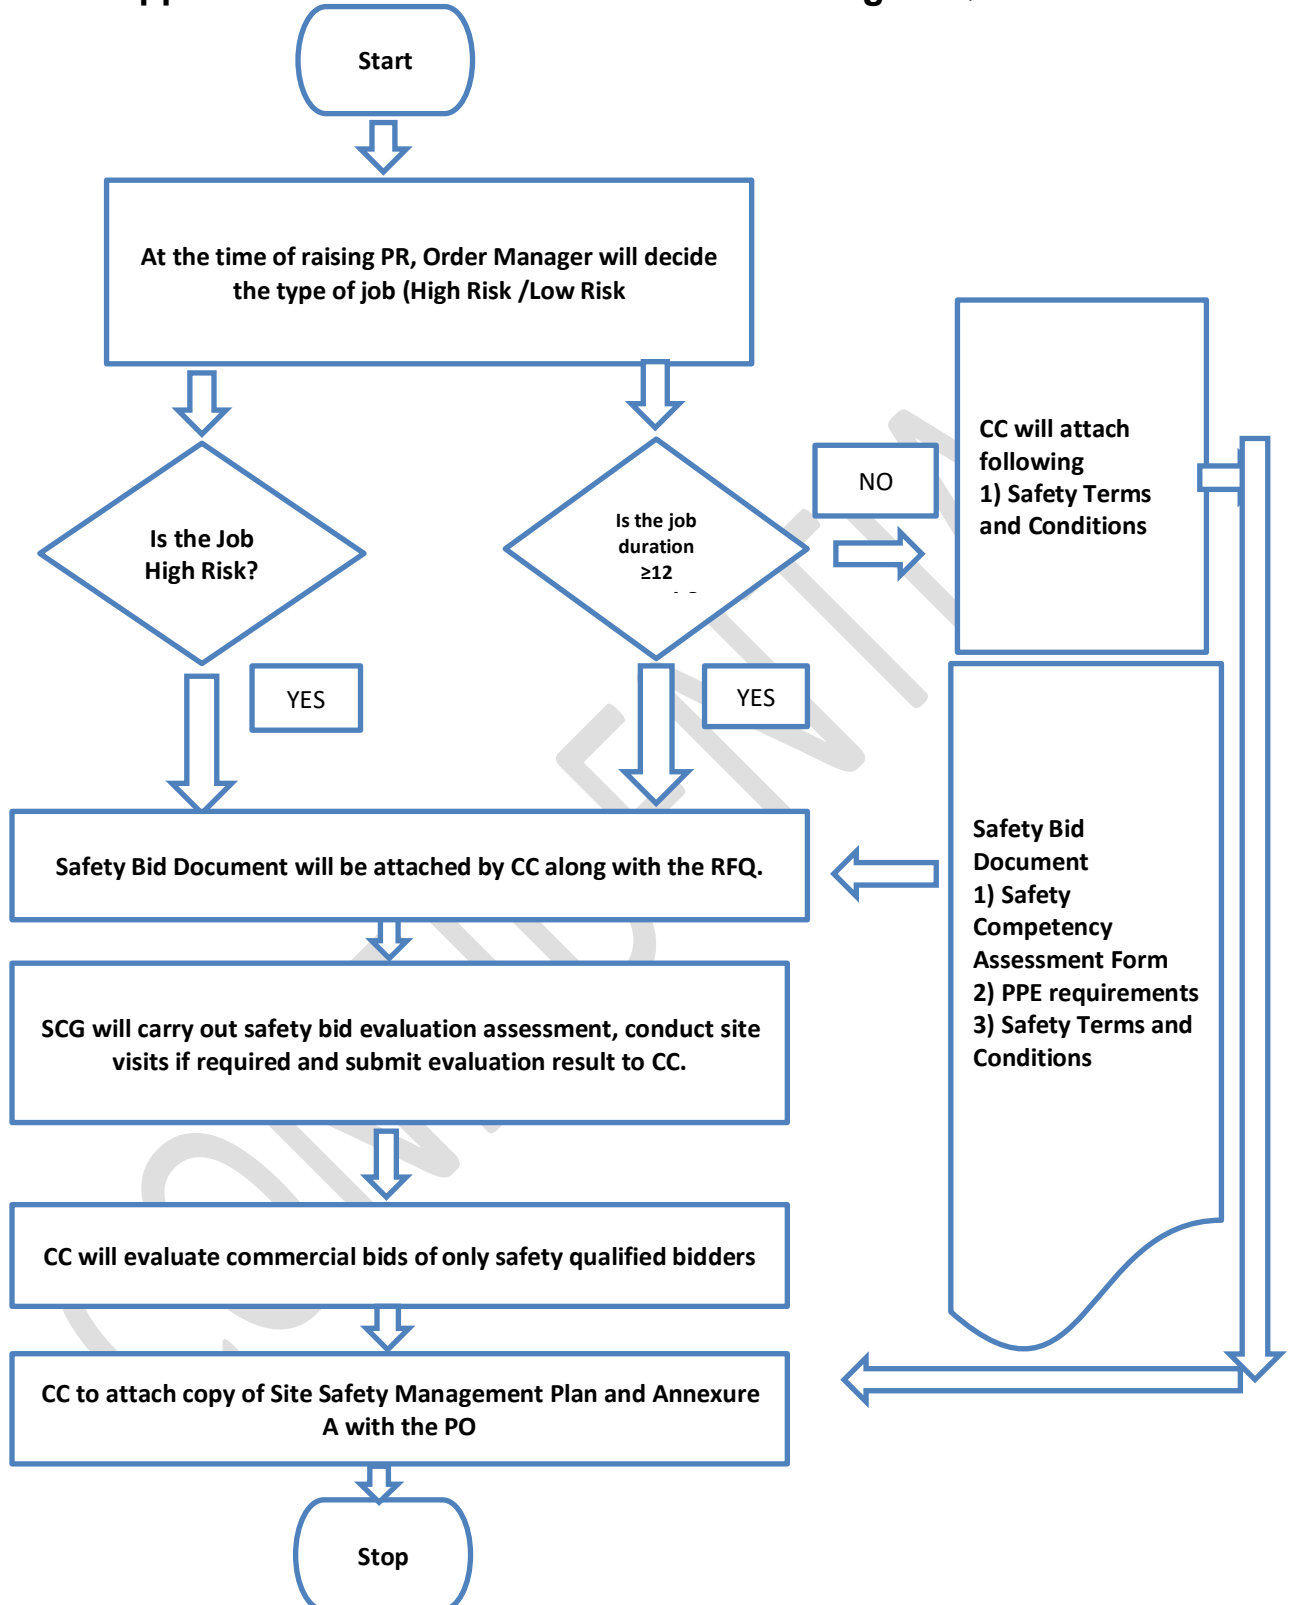 Start
At the time of raising PR, Order Manager will decide
the type of job (High Risk /Low Risk
Is the Job
High Risk?
Is the job
duration
≥12
NO
CC will attach
following
1) Safety Terms
and Conditions
YES
YES
Safety Bid Document will be attached by CC along with the RFQ.
Safety Bid
Document
1) Safety
Competency
Assessment Form
2) PPE requirements
3) Safety Terms and
Conditions
SCG will carry out safety bid evaluation assessment, conduct site
visits if required and submit evaluation result to CC.
CC will evaluate commercial bids of only safety qualified bidders
CC to attach copy of Site Safety Management Plan and Annexure
A with the PO
Stop